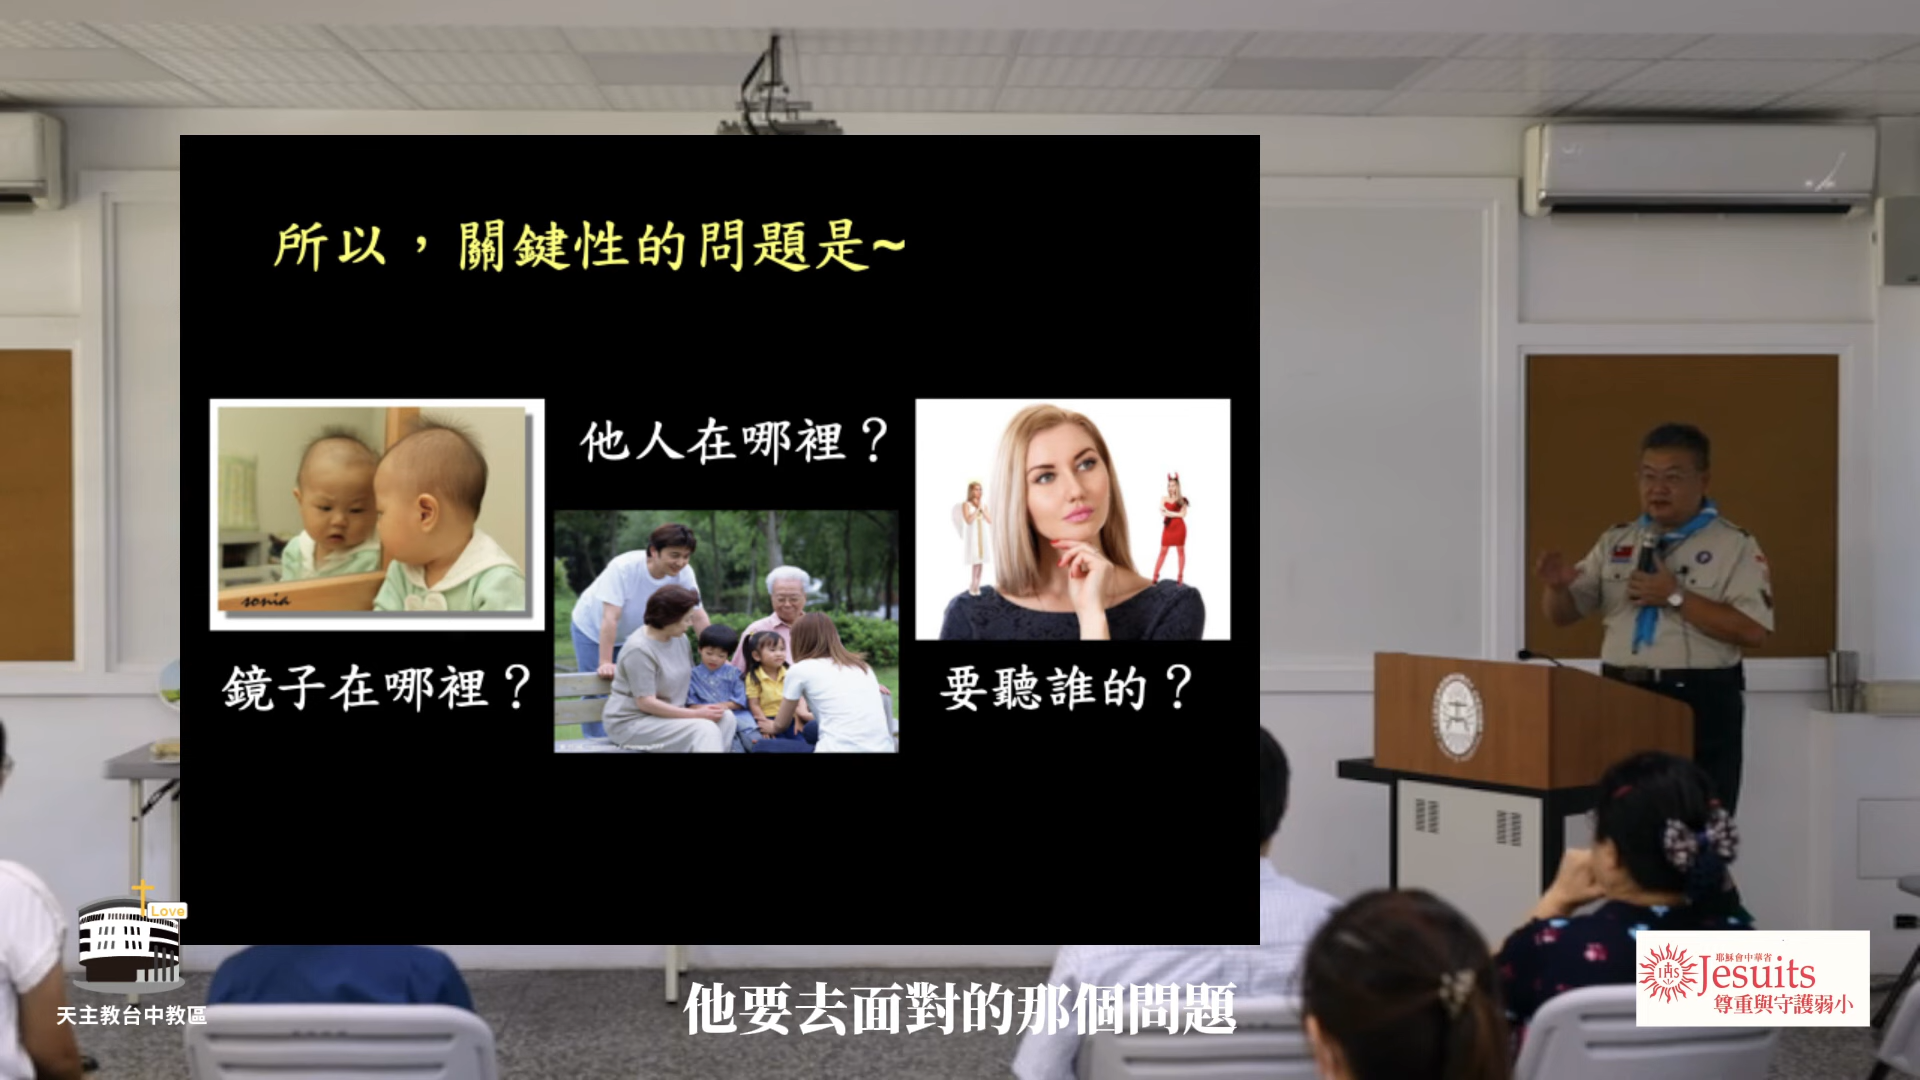 所以，關鍵性的問題是~
他人在哪裡？
sonia
鏡子在哪裡？
要聽誰的？
Love
天主教台中教區
他要去面對的那個問題
耶穌會中華省
IHS
Jesuits
尊重與守護弱小